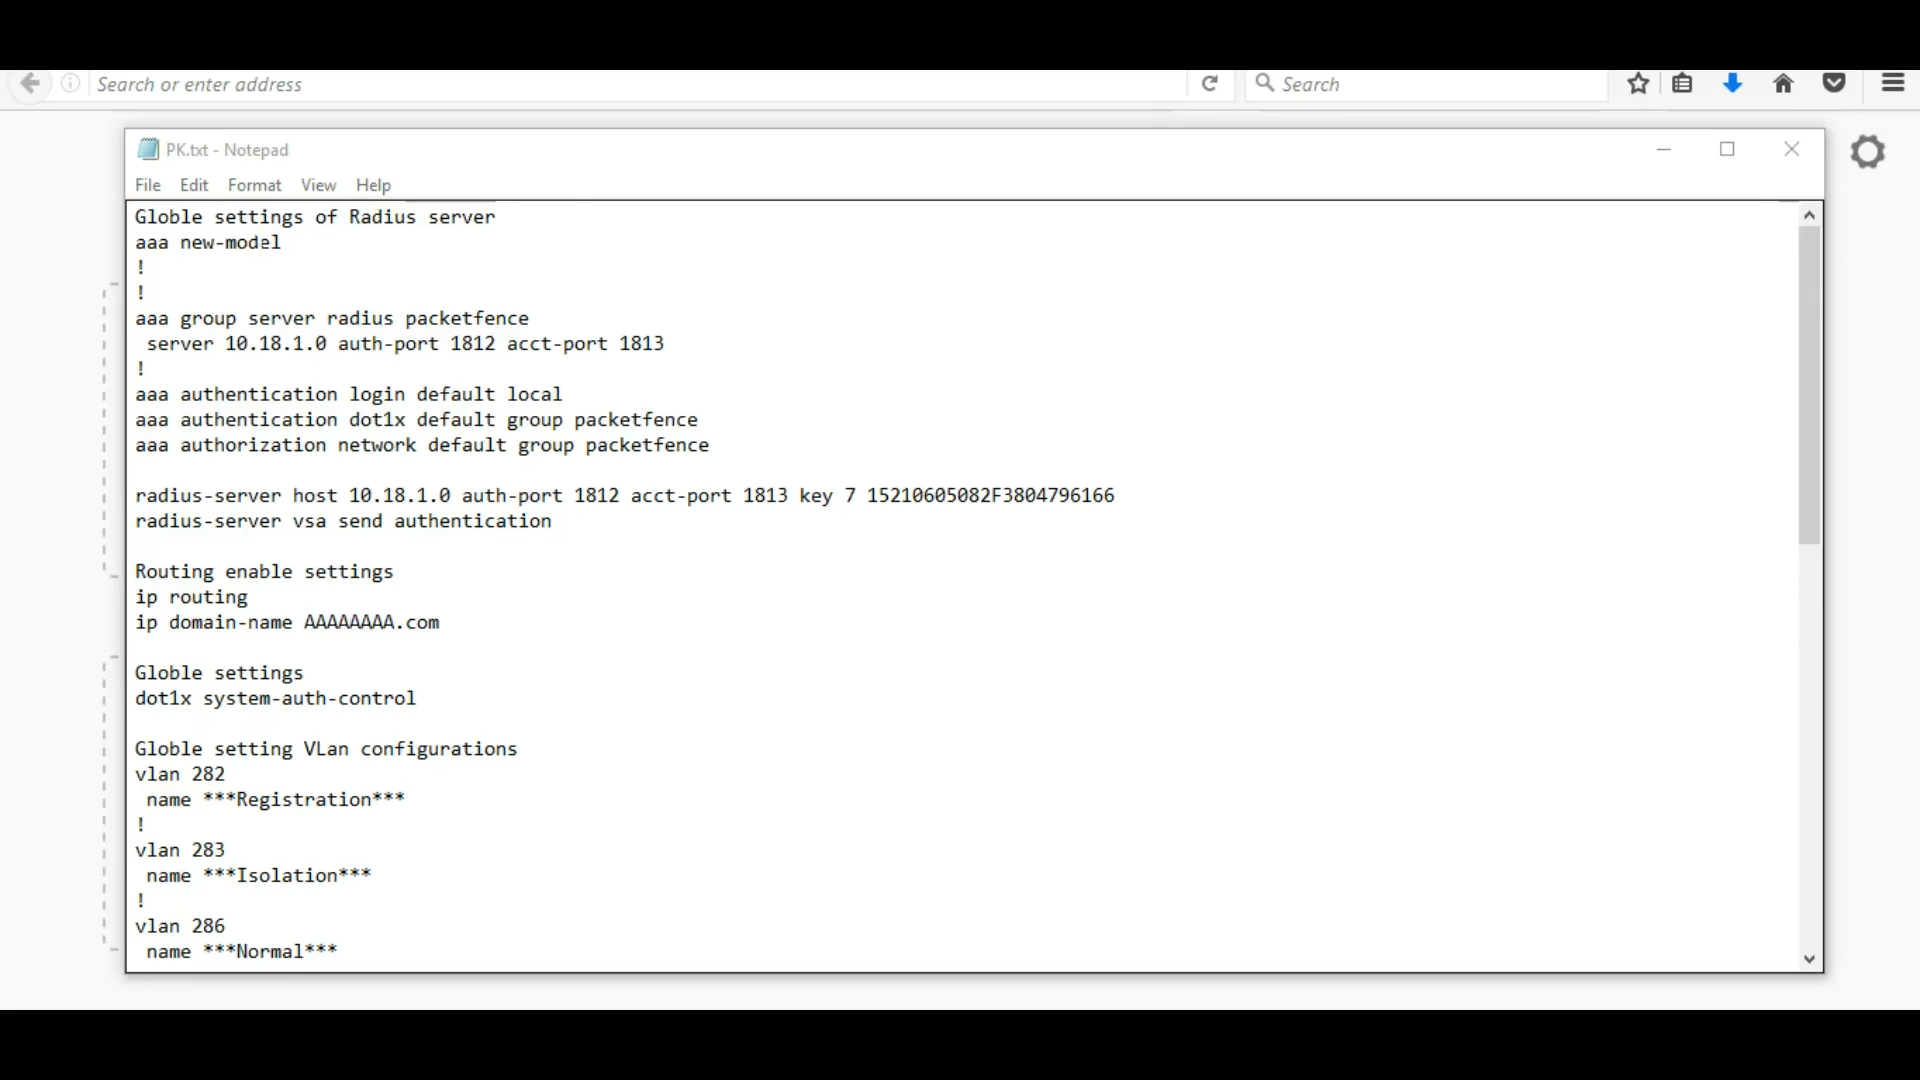 Search or enter address
Search
PK.txt - Notepad
File Edit Format View Help
Globle settings of Radius server
aaa new-model
!
!
aaa group server radius packetfence
server 10.18.1.0 auth-port 1812 acct-port 1813
!
aaa authentication login default local
aaa authentication dot1x default group packetfence
aaa authorization network default group packetfence
radius-server host 10.18.1.0 auth-port 1812 acct-port 1813 key 7 15210605082F3804796166
radius-server vsa send authentication
Routing enable settings
ip routing
ip domain-name AAAAAAAA.com
Globle settings
dot1x system-auth-control
Globle setting VLan configurations
vlan 282
name ***Registration***
!
vlan 283
name ***Isolation***
!
vlan 286
name ***Normal***